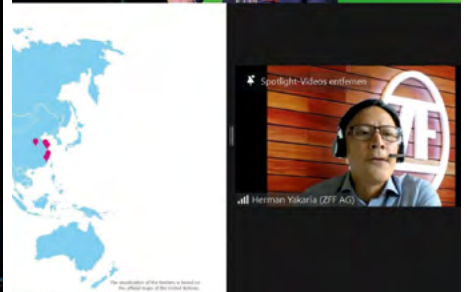 The visualization of the borders is based on
the official maps of the United Nations.
Spotlight-Videos entfernen
ZF
Herman Yakaria (ZFF AG)